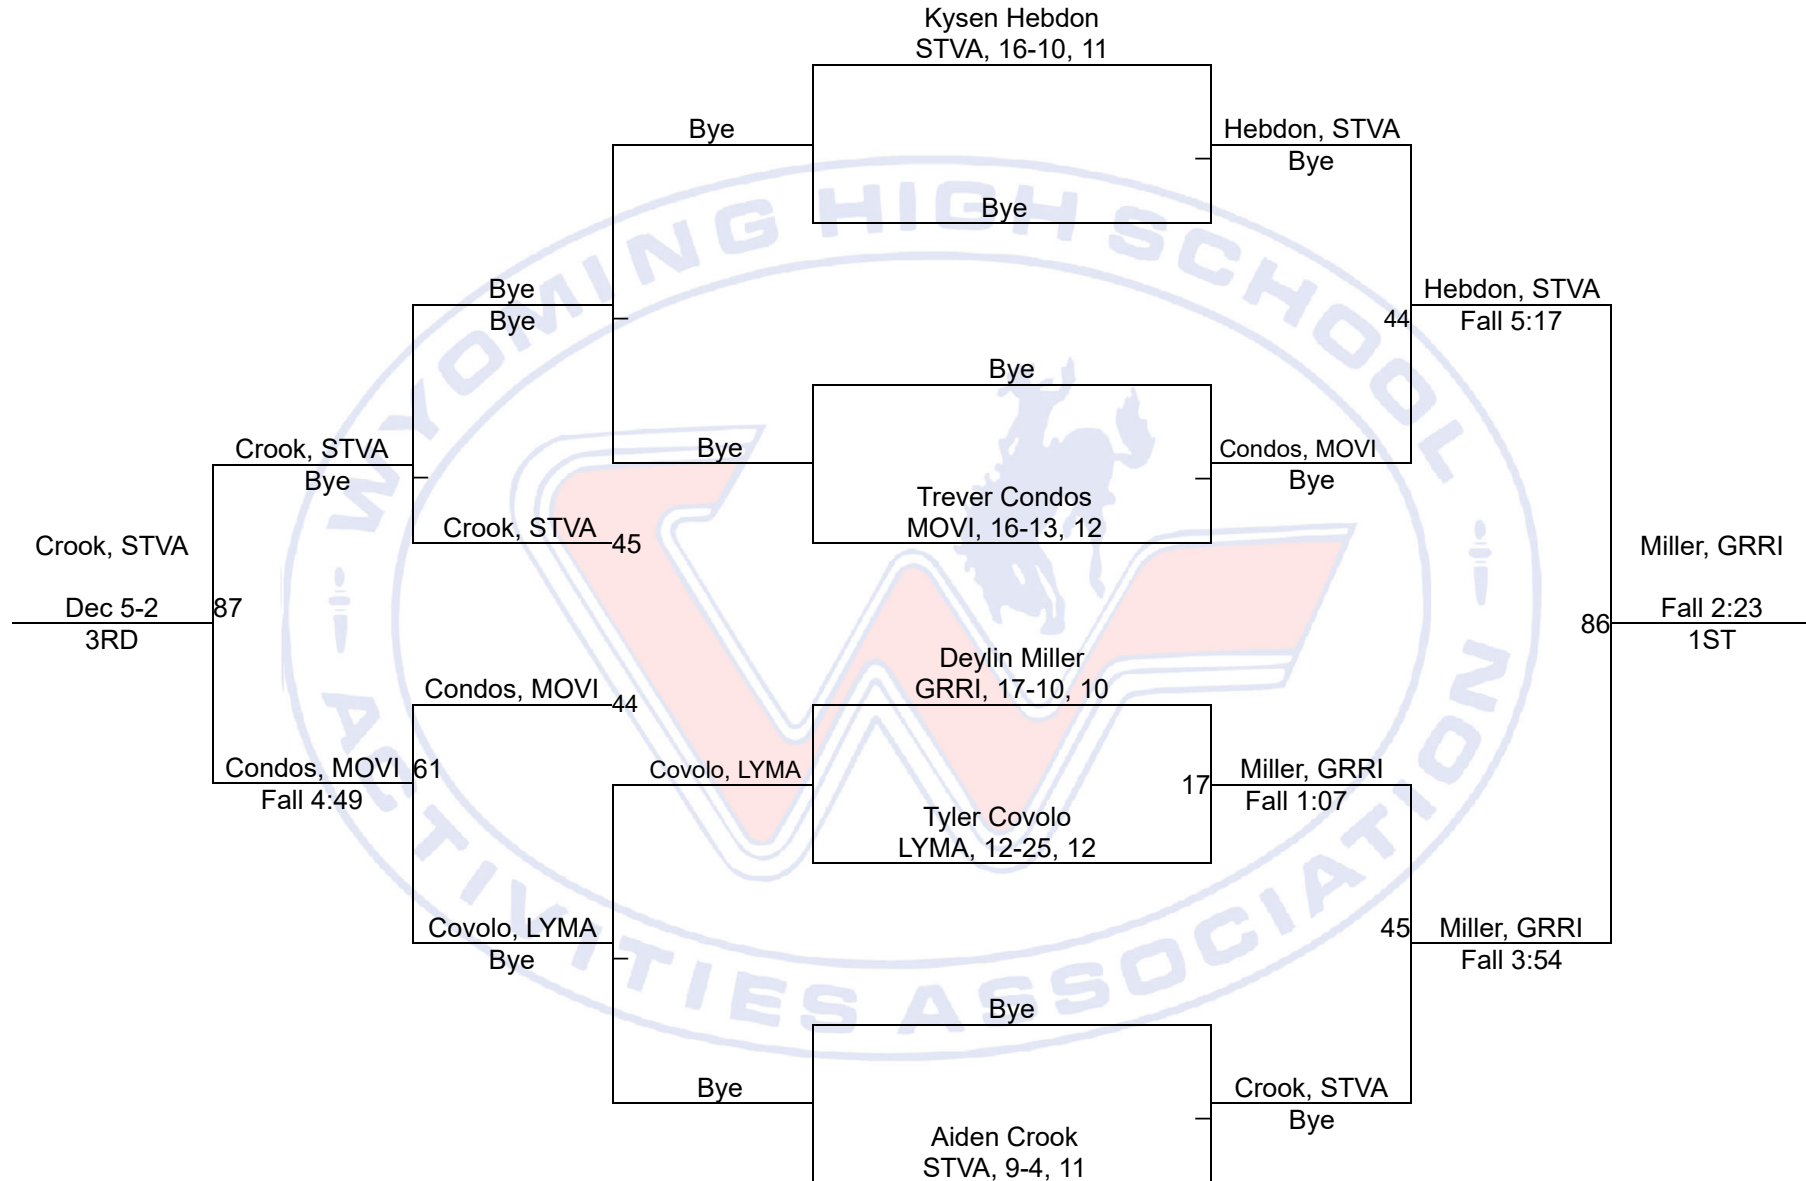 Kysen Hebdon
STVA, 16-10, 11
Bye
Hebdon, STVA
Bye
Bye
Bye
Bye
Hebdon, STVA
44
Fall 5:17
Bye
Crook, STVA
Bye
Bye
Condos, MOVI
Bye
Trever Condos
MOVI, 16-13, 12
Crook, STVA
45
Crook, STVA
Miller, GRRI
Dec 5-2
87
3RD
Fall 2:23
86
1ST
Deylin Miller
GRRI, 17-10, 10
Condos, MOVI
44
Condos, MOVI
61
Fall 4:49
Covolo, LYMA
17
Miller, GRRI
Fall 1:07
Tyler Covolo
LYMA, 12-25, 12
Covolo, LYMA
Bye
45
Miller, GRRI
Fall 3:54
Bye
Bye
Crook, STVA
Bye
Aiden Crook
STVA, 9-4, 11
WYOMING HIGH SCHOOL
ACTIVITIES ASSOCIATION